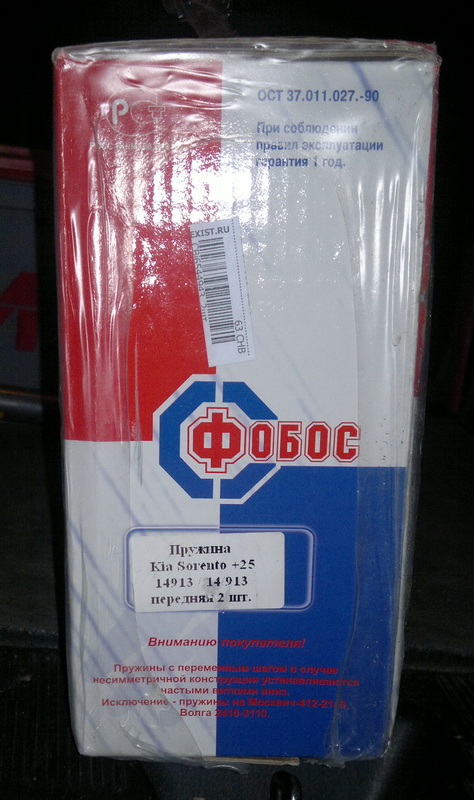 РСТ
ОСТ 37.011.027.-90
При соблюдении
правил эксплуатации
гарантия 1 год.
EXIST.RU
63 СНВ
ФОБОС
Пружина
Kia Sorento +25
14913 / 14 913
передняя 2 шт.
Вниманию покупателя!
Пружины с переменным шагом в случае
несимметричной конструкции устанавливаются
частыми витками вниз.
Исключение - пружины на Москвич-412-2140,
Волга 2410-3110.